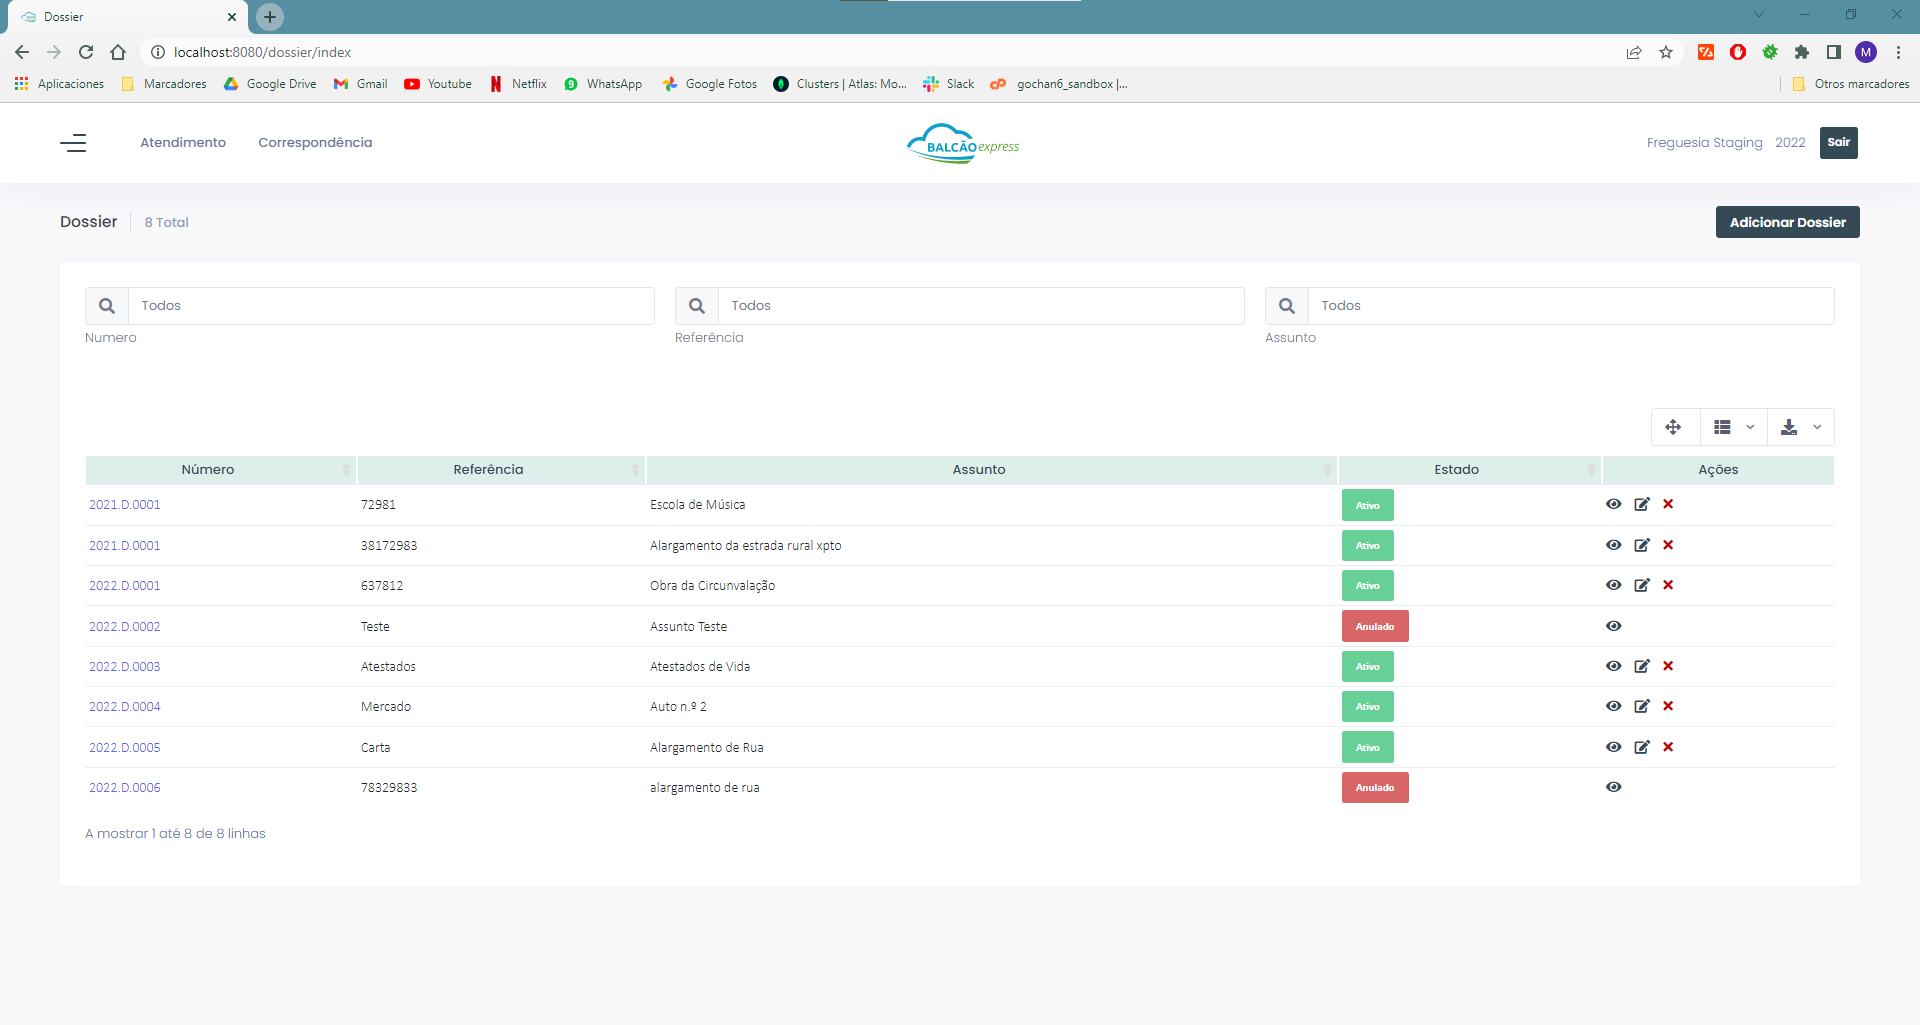 Dossier
localhost:8080/dossier/index
M
Aplicaciones Marcadores Google Drive Gmail Youtube Netflix 9 WhatsApp Google Fotos Clusters | Atlas: Mo... Slack gochan6_sandbox |... Otros marcadores
Atendimento Correspondência BALCÃO express Freguesia Staging 2022 Sair
Dossier 8 Total Adicionar Dossier
Todos Todos Todos
Numero Referência Assunto
Número Referência Assunto Estado Ações
2021.D.0001 72981 Escola de Música Ativo
2021.D.0001 38172983 Alargamento da estrada rural xpto Ativo
2022.D.0001 637812 Obra da Circunvalação Ativo
2022.D.0002 Teste Assunto Teste Anulado
2022.D.0003 Atestados Atestados de Vida Ativo
2022.D.0004 Mercado Auto n.º 2 Ativo
2022.D.0005 Carta Alargamento de Rua Ativo
2022.D.0006 78329833 alargamento de rua Anulado
A mostrar 1 até 8 de 8 linhas